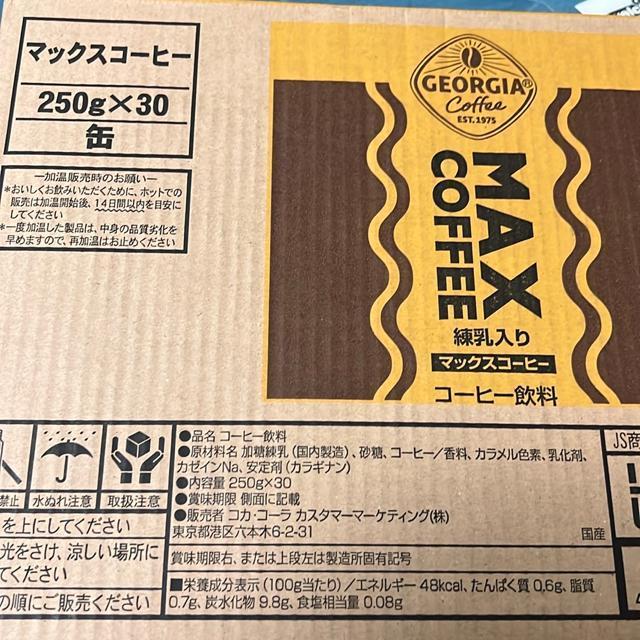 マックスコーヒー
250g×30
缶
ー加温販売時のお願いー
*おいしくお飲みいただくために、ホットでの
販売は加温開始後、14日間以内を目安に
してください
*一度加温した製品は、中身の品質劣化を
早めますので、再加温はお止めください
GEORGIA®
Coffee
EST.1975
MAX
COFFEE
練乳入り
マックスコーヒー
コーヒー飲料
禁止
水ぬれ注意
取扱注意
を上にしてください
光をさけ、涼しい場所に
てください
の順にご販売ください
●品名 コーヒー飲料
●原材料名 加糖練乳(国内製造)、砂糖、コーヒー/香料、カラメル色素、乳化剤、
カゼインNa、安定剤(カラギナン)
●内容量 250g×30
●賞味期限 側面に記載
●販売者 コカ・コーラ カスタマーマーケティング(株)
東京都港区六本木6-2-31
国産
賞味期限右、または上段左は製造所固有記号
■栄養成分表示(100g当たり)/エネルギー 48kcal、たんぱく質 0.6g、脂質
0.7g、炭水化物 9.8g、食塩相当量 0.08g
JS商